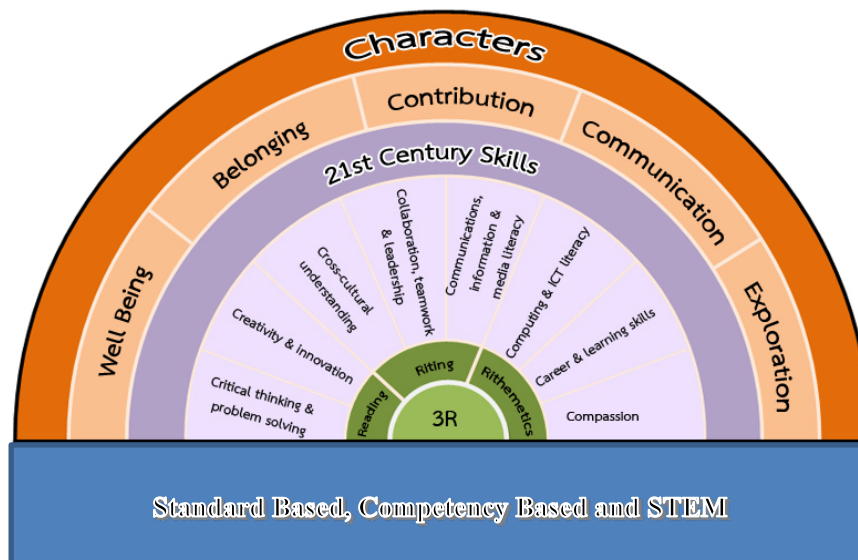 Characters
Well Being
Belonging
Contribution
Communication
Exploration
21st Century Skills
Critical thinking &
problem solving
Creativity & innovation
Cross-cultural
understanding
Collaboration, teamwork
& leadership
Communications,
information &
media literacy
Computing & ICT literacy
Career & learning skills
Compassion
Reading
Riting
Rithemetics
3R
Standard Based, Competency Based and STEM